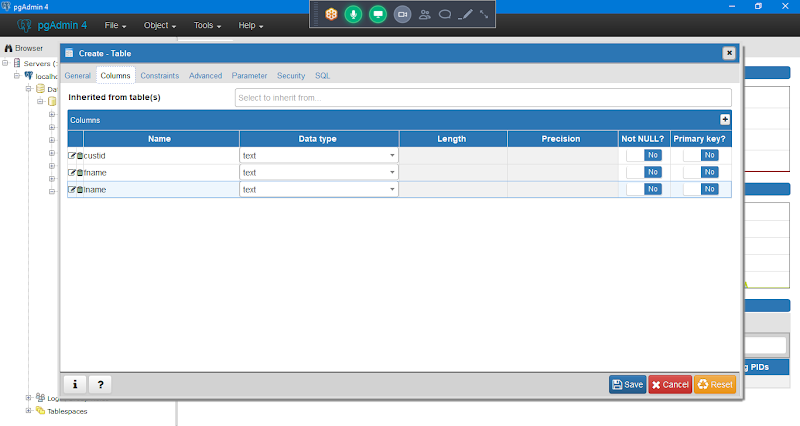 pgAdmin 4
pgAdmin 4 File Object Tools Help
Browser
Servers (
localh
Da
Create - Table
General Columns Constraints Advanced Parameter Security SQL
Inherited from table(s) Select to inherit from...
Columns
Name Data type Length Precision Not NULL? Primary key?
custid text No No
fname text No No
lname text No No
i ? Save Cancel Reset
g PIDs
Tablespaces